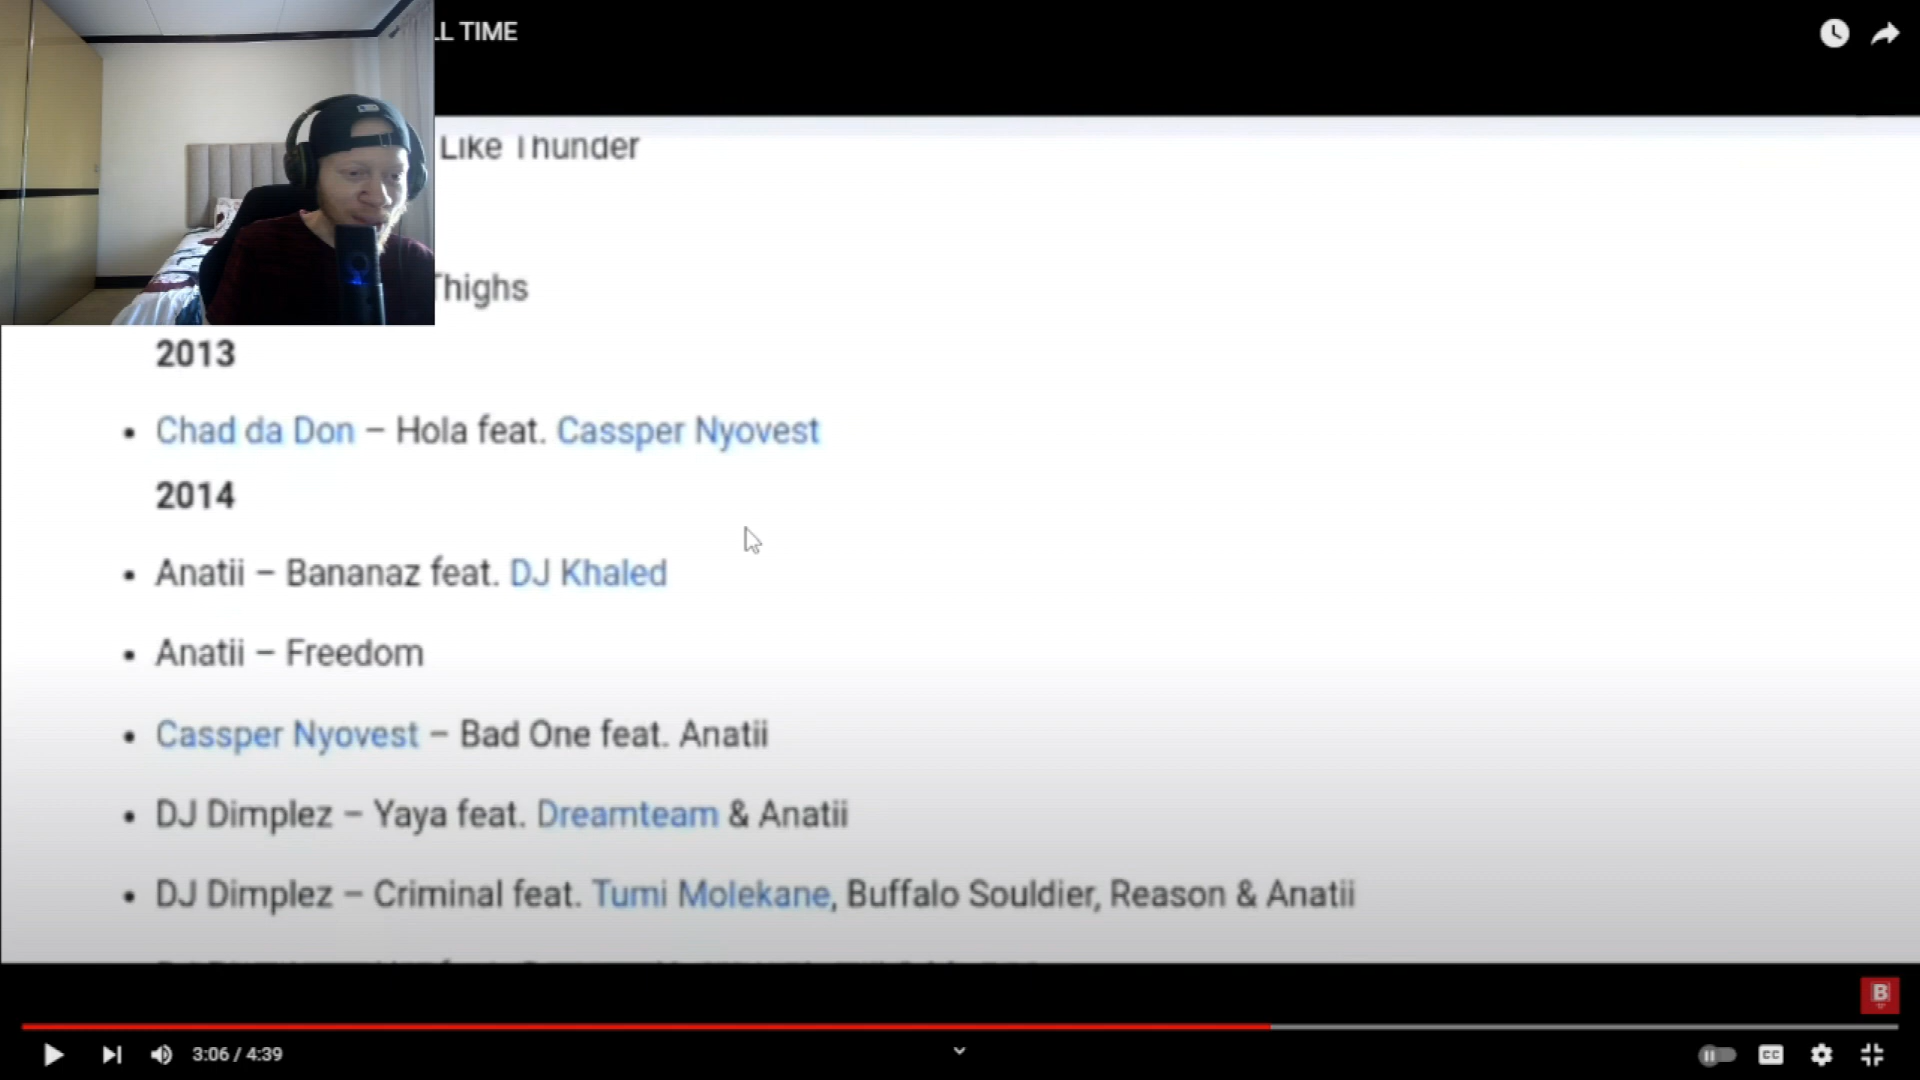 LL TIME
Like Thunder
Thighs
2013
Chad da Don – Hola feat. Cassper Nyovest
2014
Anatii – Bananaz feat. DJ Khaled
Anatii – Freedom
Cassper Nyovest – Bad One feat. Anatii
DJ Dimplez – Yaya feat. Dreamteam & Anatii
DJ Dimplez – Criminal feat. Tumi Molekane, Buffalo Souldier, Reason & Anatii
B
3:06 / 4:39
CC